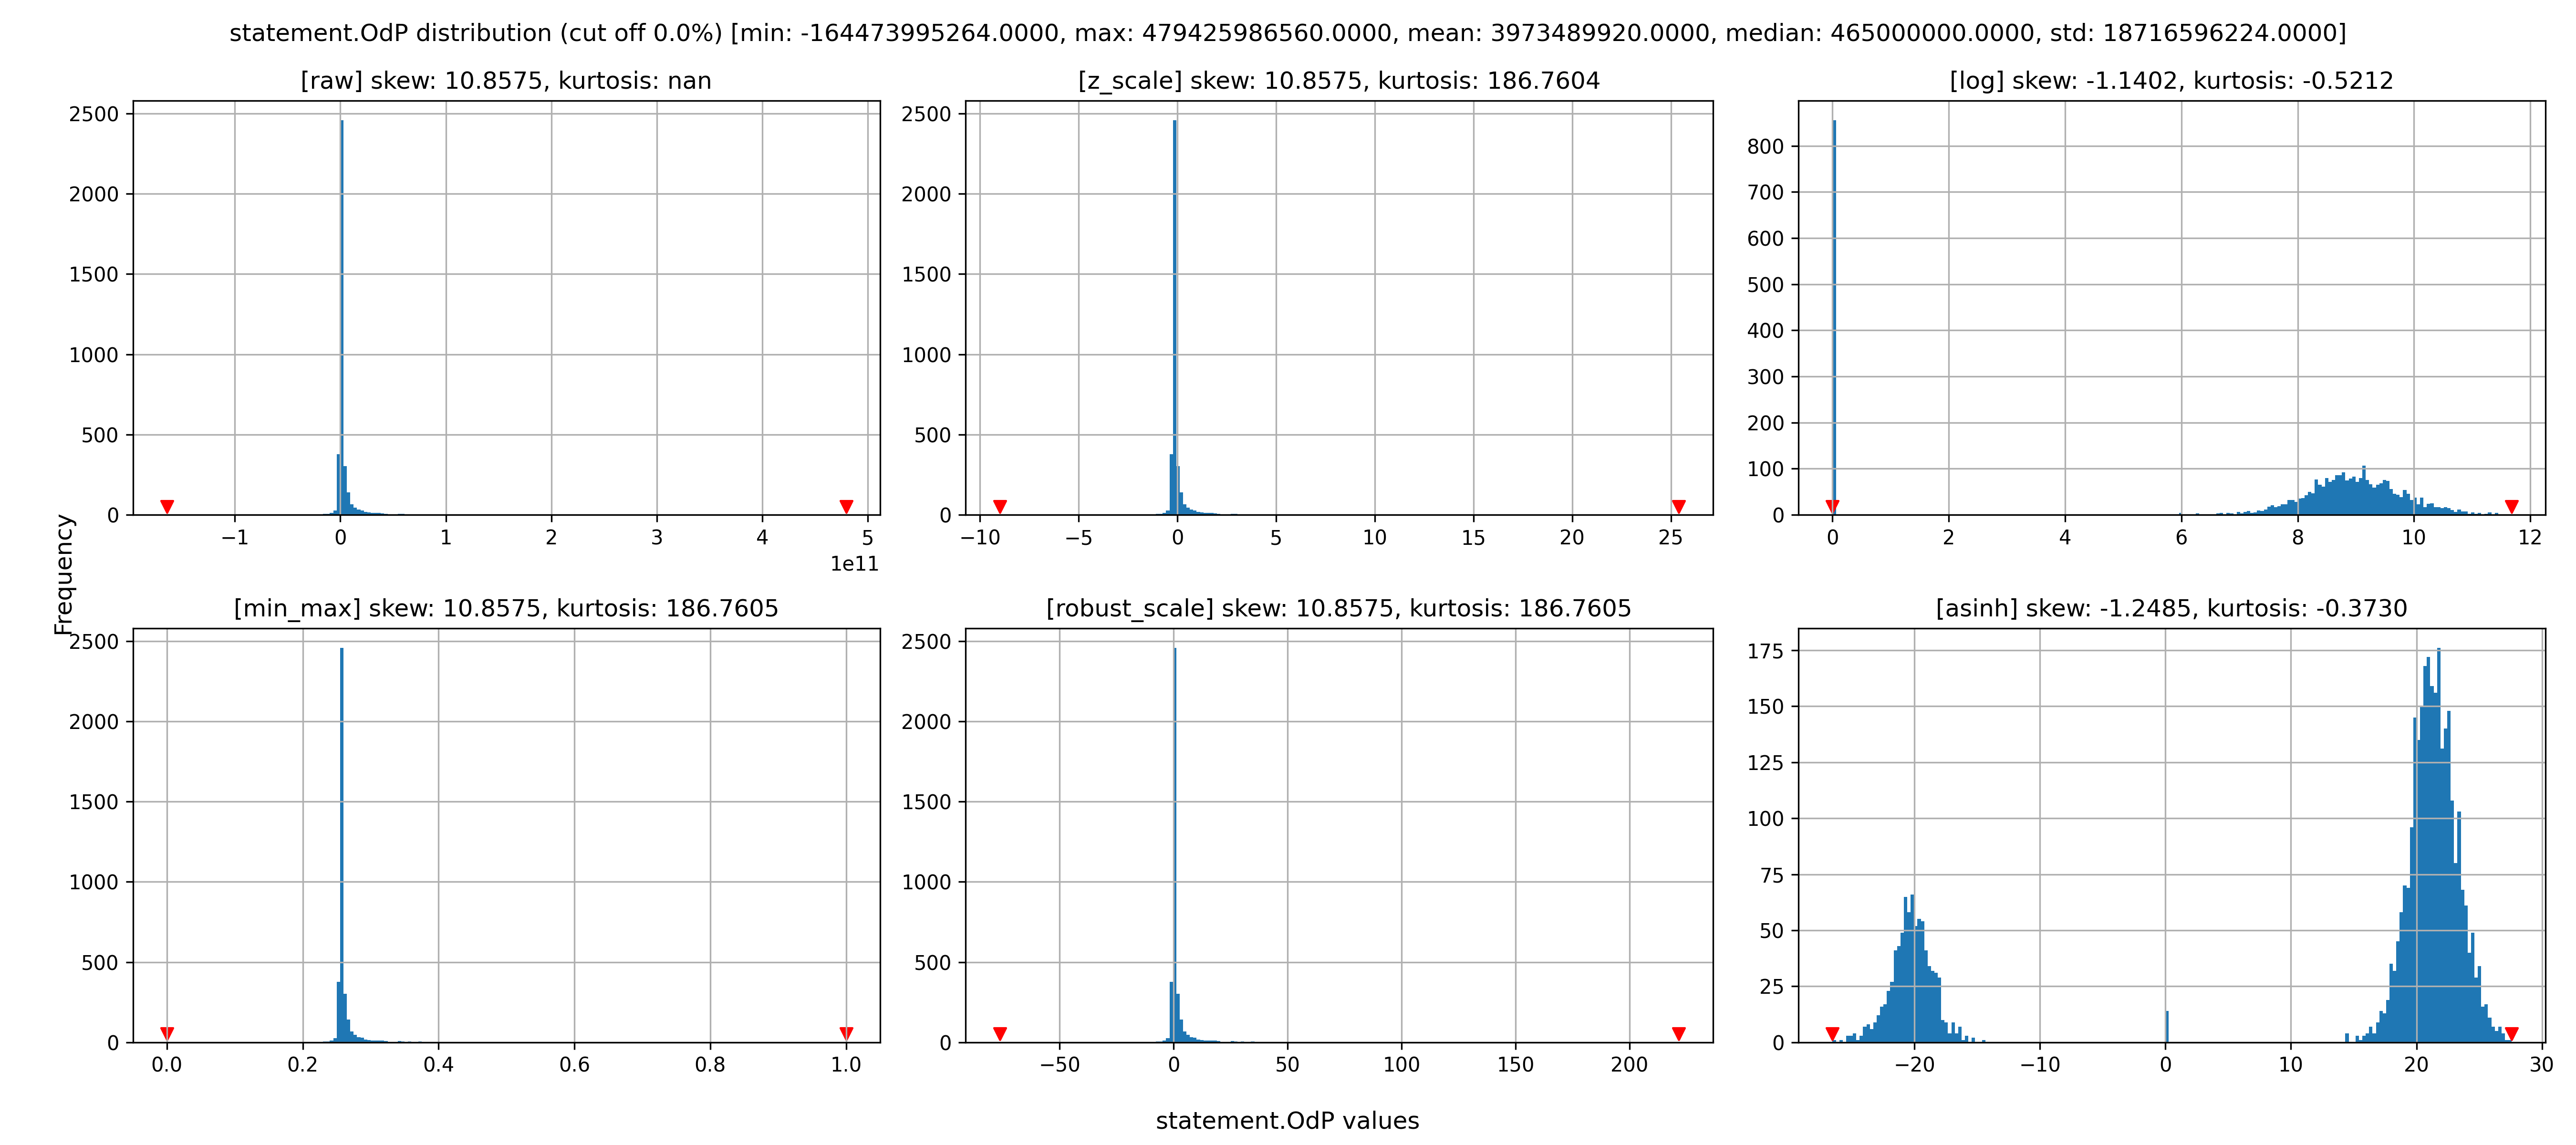 statement.OdP distribution (cut off 0.0%) [min: -164473995264.0000, max: 479425986560.0000, mean: 3973489920.0000, median: 465000000.0000, std: 18716596224.0000]
[raw] skew: 10.8575, kurtosis: nan
2500
2000
1500
1000
500
0
−1 0 1 2 3 4 5
1e11
[z_scale] skew: 10.8575, kurtosis: 186.7604
2500
2000
1500
1000
500
0
−10 −5 0 5 10 15 20 25
[log] skew: -1.1402, kurtosis: -0.5212
800
700
600
500
400
300
200
100
0
0 2 4 6 8 10 12
Frequency
[min_max] skew: 10.8575, kurtosis: 186.7605
2500
2000
1500
1000
500
0
0.0 0.2 0.4 0.6 0.8 1.0
[robust_scale] skew: 10.8575, kurtosis: 186.7605
2500
2000
1500
1000
500
0
−50 0 50 100 150 200
[asinh] skew: -1.2485, kurtosis: -0.3730
175
150
125
100
75
50
25
0
−20 −10 0 10 20 30
statement.OdP values